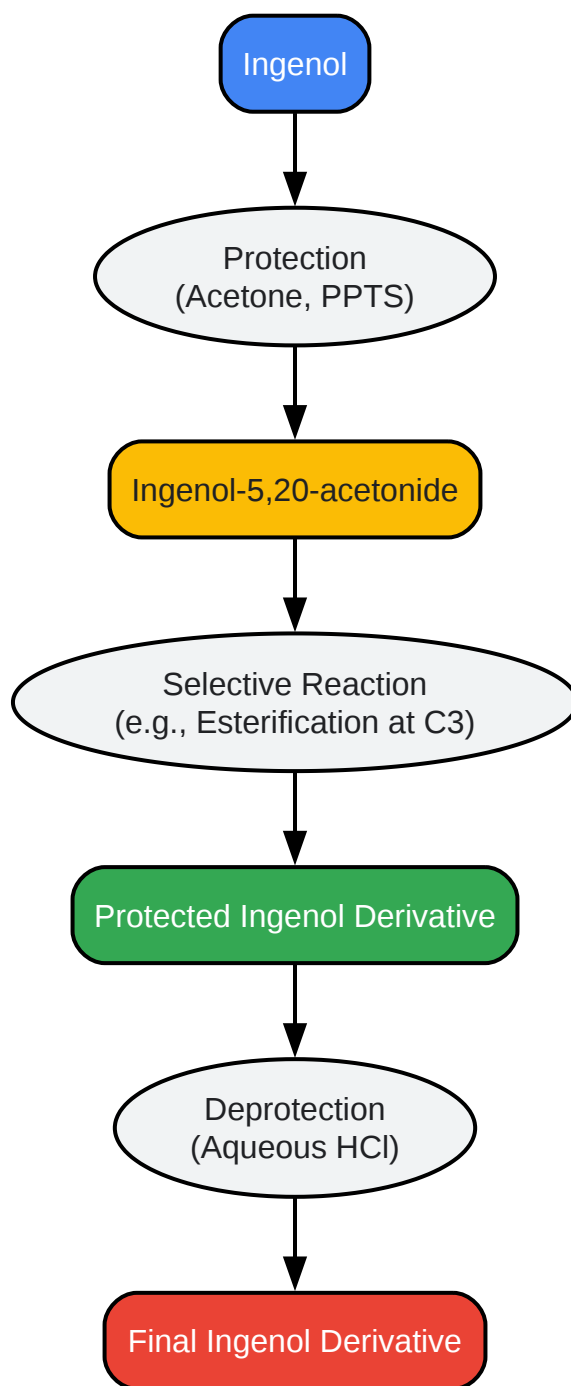 Ingenol
Protection
(Acetone, PPTS)
Ingenol-5,20-acetonide
Selective Reaction
(e.g., Esterification at C3)
Protected Ingenol Derivative
Deprotection
(Aqueous HCl)
Final Ingenol Derivative